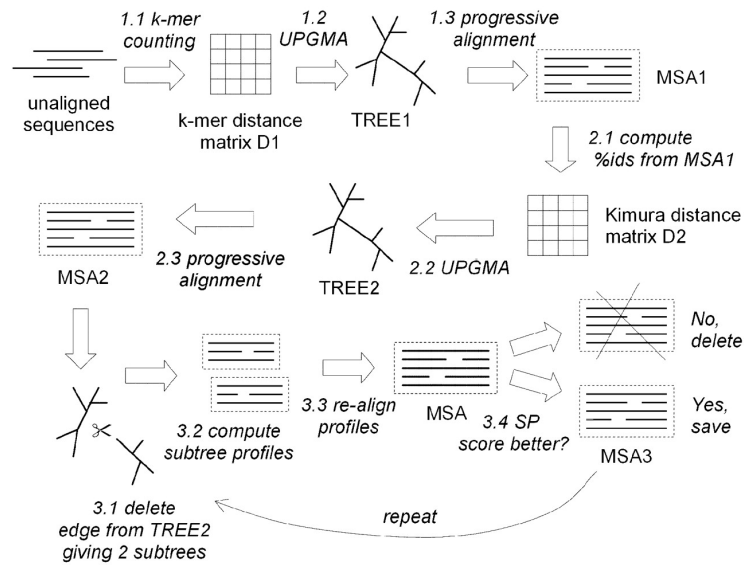 1.1 k-mer
counting
1.2
UPGMA
1.3 progressive
alignment
unaligned
sequences
k-mer distance
matrix D1
TREE1
MSA1
2.1 compute
%ids from MSA1
Kimura distance
matrix D2
2.2 UPGMA
TREE2
2.3 progressive
alignment
MSA2
3.1 delete
edge from TREE2
giving 2 subtrees
3.2 compute
subtree profiles
3.3 re-align
profiles
MSA
3.4 SP
score better?
No,
delete
Yes,
save
MSA3
repeat